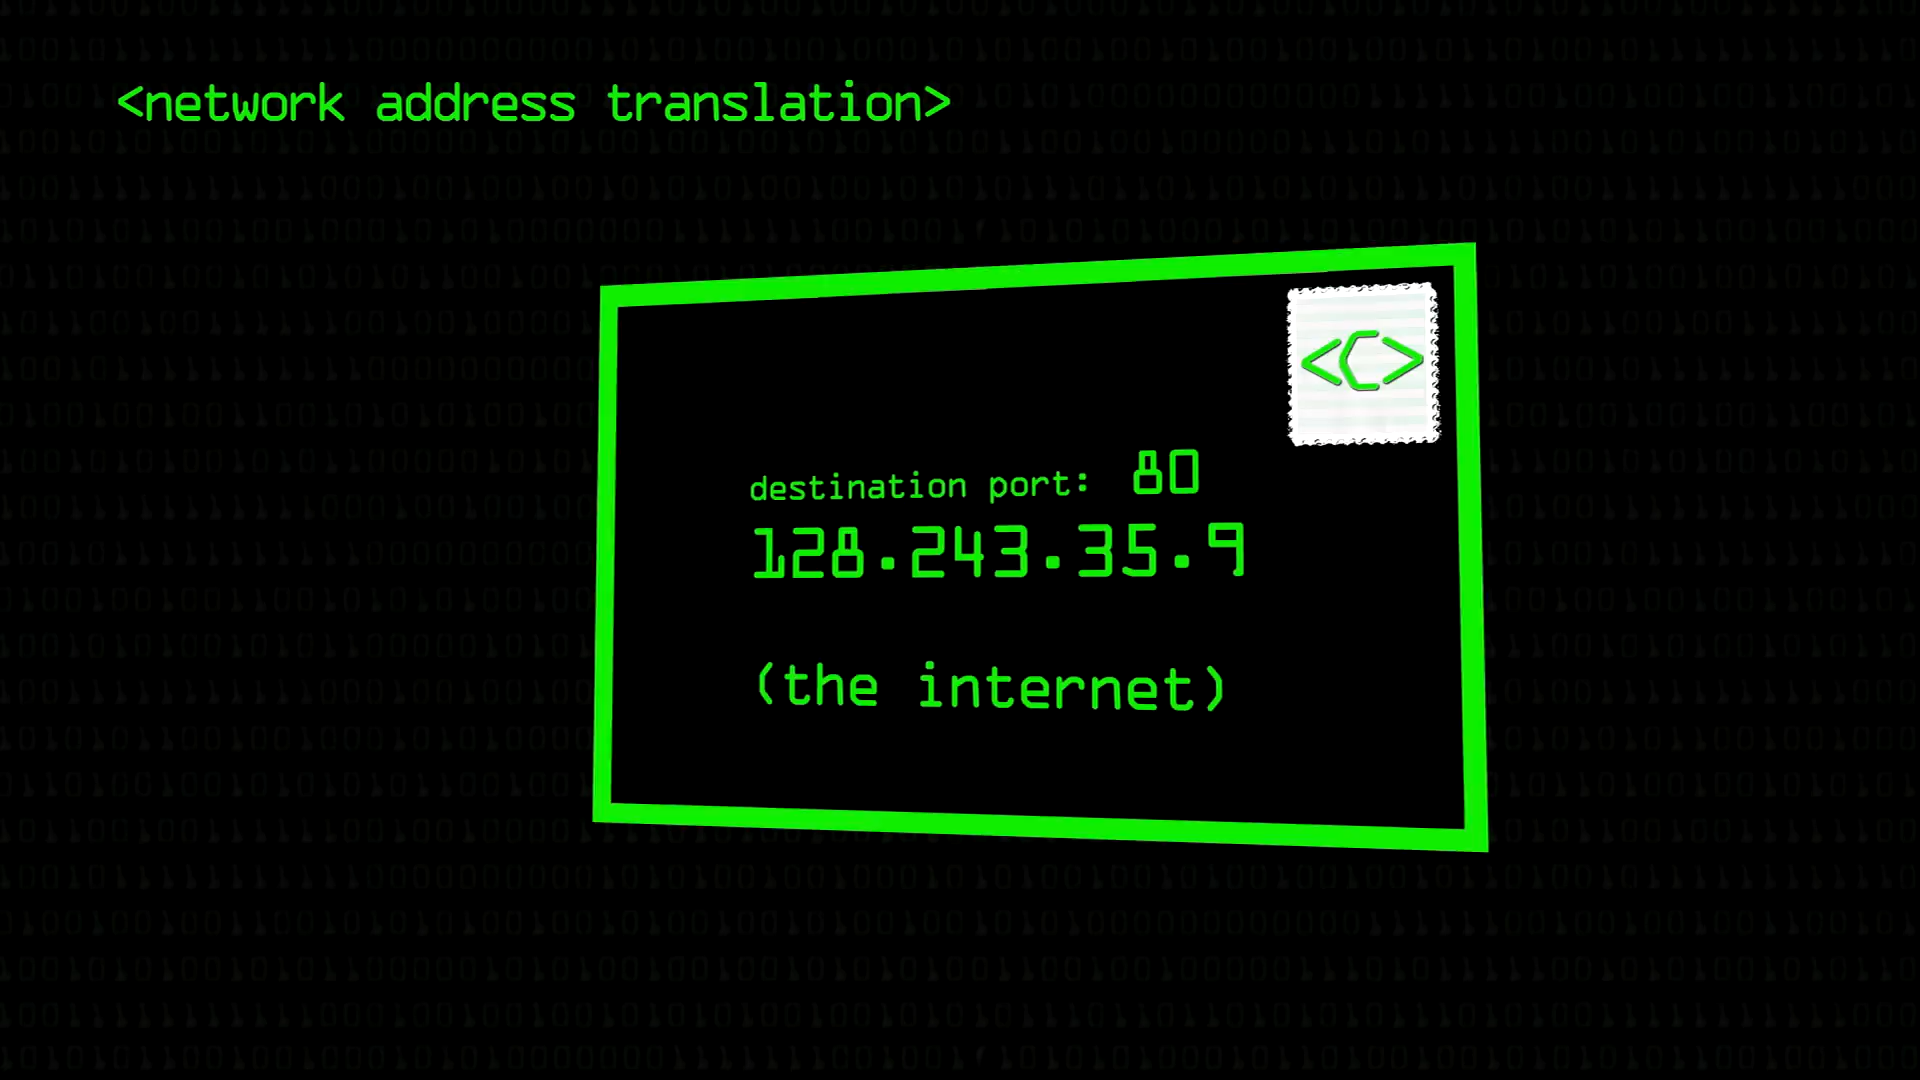 <network address translation>
<C>
destination port: 80
128.243.35.9
(the internet)